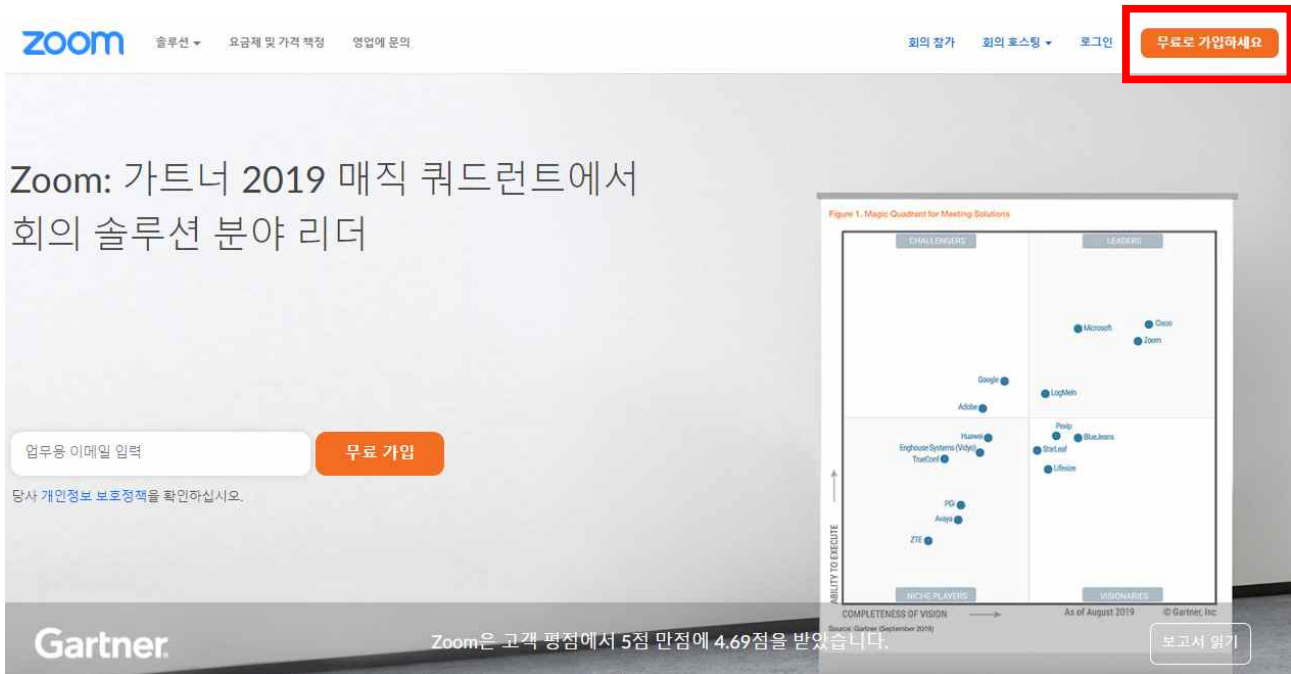 zoom
솔루션
요금제 및 가격 책정
영업에 문의
회의 참가
회의 호스팅
로그인
무료로 가입하세요
Zoom: 가트너 2019 매직 쿼드런트에서
회의 솔루션 분야 리더
업무용 이메일 입력
무료 가입
당사 개인정보 보호정책을 확인하십시오.
Figure 1. Magic Quadrant for Meeting Solutions
CHALLENGERS
LEADERS
Microsoft
Cisco
Zoom
Google
LogMeIn
Adobe
Pexip
Huawei
BlueJeans
Enghouse Systems (Vidyo)
StarLeaf
TrueConf
Lifesize
PGi
Avaya
ZTE
ABILITY TO EXECUTE
NICHE PLAYERS
VISIONARIES
COMPLETENESS OF VISION
As of August 2019
© Gartner, Inc
Source: Gartner (September 2019)
Gartner.
Zoom은 고객 평점에서 5점 만점에 4.69점을 받았습니다.
보고서 읽기